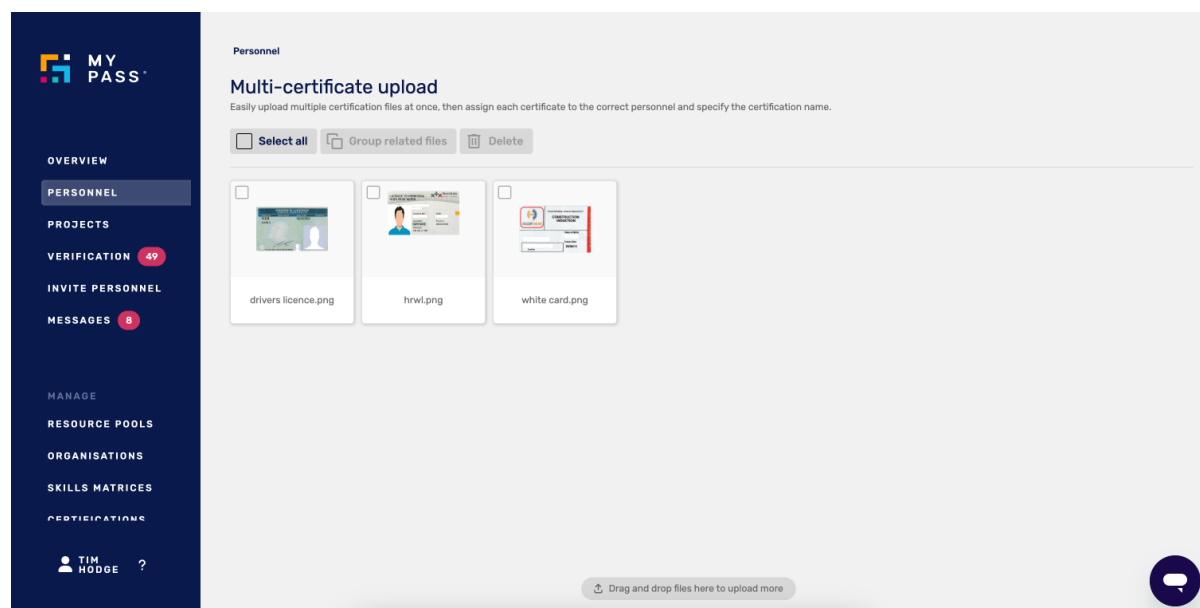 MY
PASS
OVERVIEW
PERSONNEL
PROJECTS
VERIFICATION 49
INVITE PERSONNEL
MESSAGES 8
MANAGE
RESOURCE POOLS
ORGANISATIONS
SKILLS MATRICES
CERTIFICATIONS
TIM
HODGE
?
Personnel
Multi-certificate upload
Easily upload multiple certification files at once, then assign each certificate to the correct personnel and specify the certification name.
Select all Group related files Delete
CONSTRUCTION
INDUCTION
drivers licence.png hrwl.png white card.png
Drag and drop files here to upload more